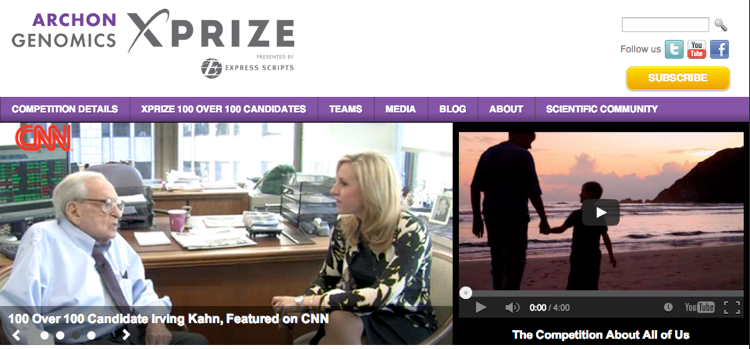 ARCHON
GENOMICS
XPRIZE
PRESENTED BY
EXPRESS SCRIPTS
Follow us
t
You
Tube
f
SUBSCRIBE
COMPETITION DETAILS
XPRIZE 100 OVER 100 CANDIDATES
TEAMS
MEDIA
BLOG
ABOUT
SCIENTIFIC COMMUNITY
CNN
100 Over 100 Candidate Irving Kahn, Featured on CNN
0:00 / 4:00
YouTube
The Competition About All of Us